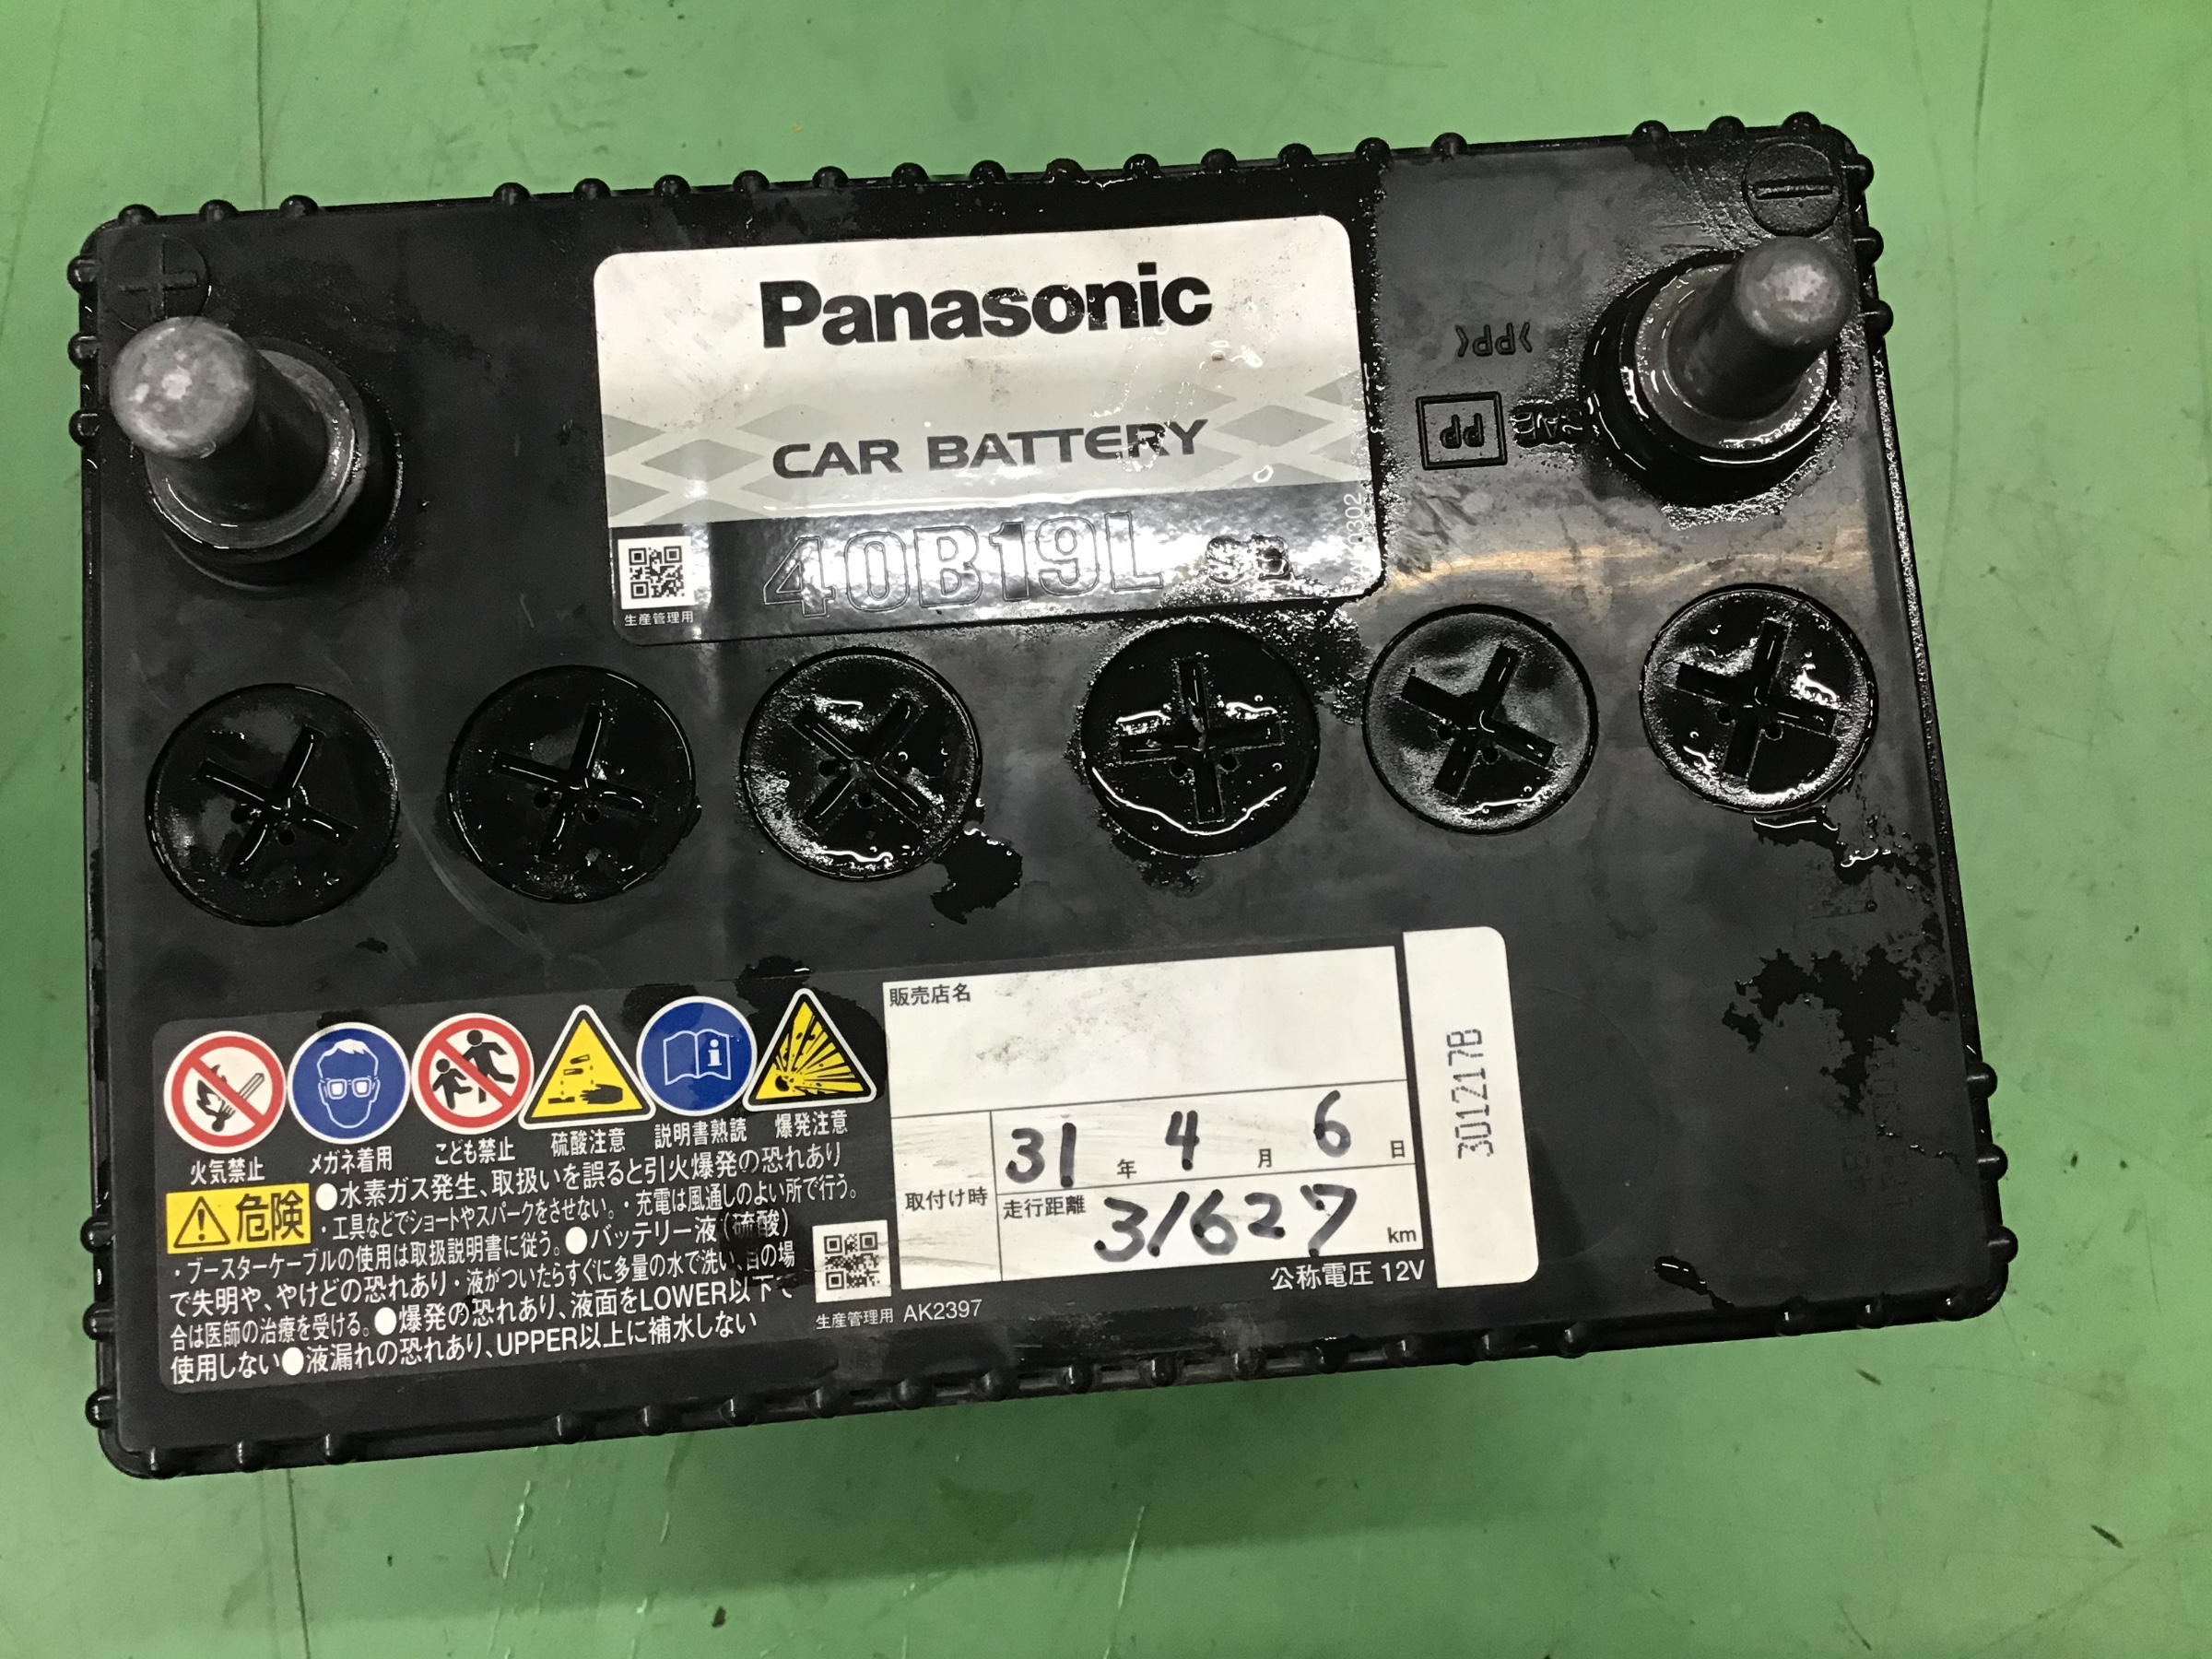 Panasonic
CAR BATTERY
40B19L SB
生産管理用
0302
>PP<
PP
販売店名
取付け時
31年 4月 6日
走行距離 31627 km
公称電圧 12V
301217B
火気禁止 メガネ着用 こども禁止 硫酸注意 説明書熟読 爆発注意
危険
●水素ガス発生、取扱いを誤ると引火爆発の恐れあり
・工具などでショートやスパークをさせない。・充電は風通しのよい所で行う。
・ブースターケーブルの使用は取扱説明書に従う。●バッテリー液(硫酸)
で失明や、やけどの恐れあり・液がついたらすぐに多量の水で洗い、目の場
合は医師の治療を受ける。●爆発の恐れあり、液面をLOWER以下で
使用しない●液漏れの恐れあり、UPPER以上に補水しない
生産管理用 AK2397